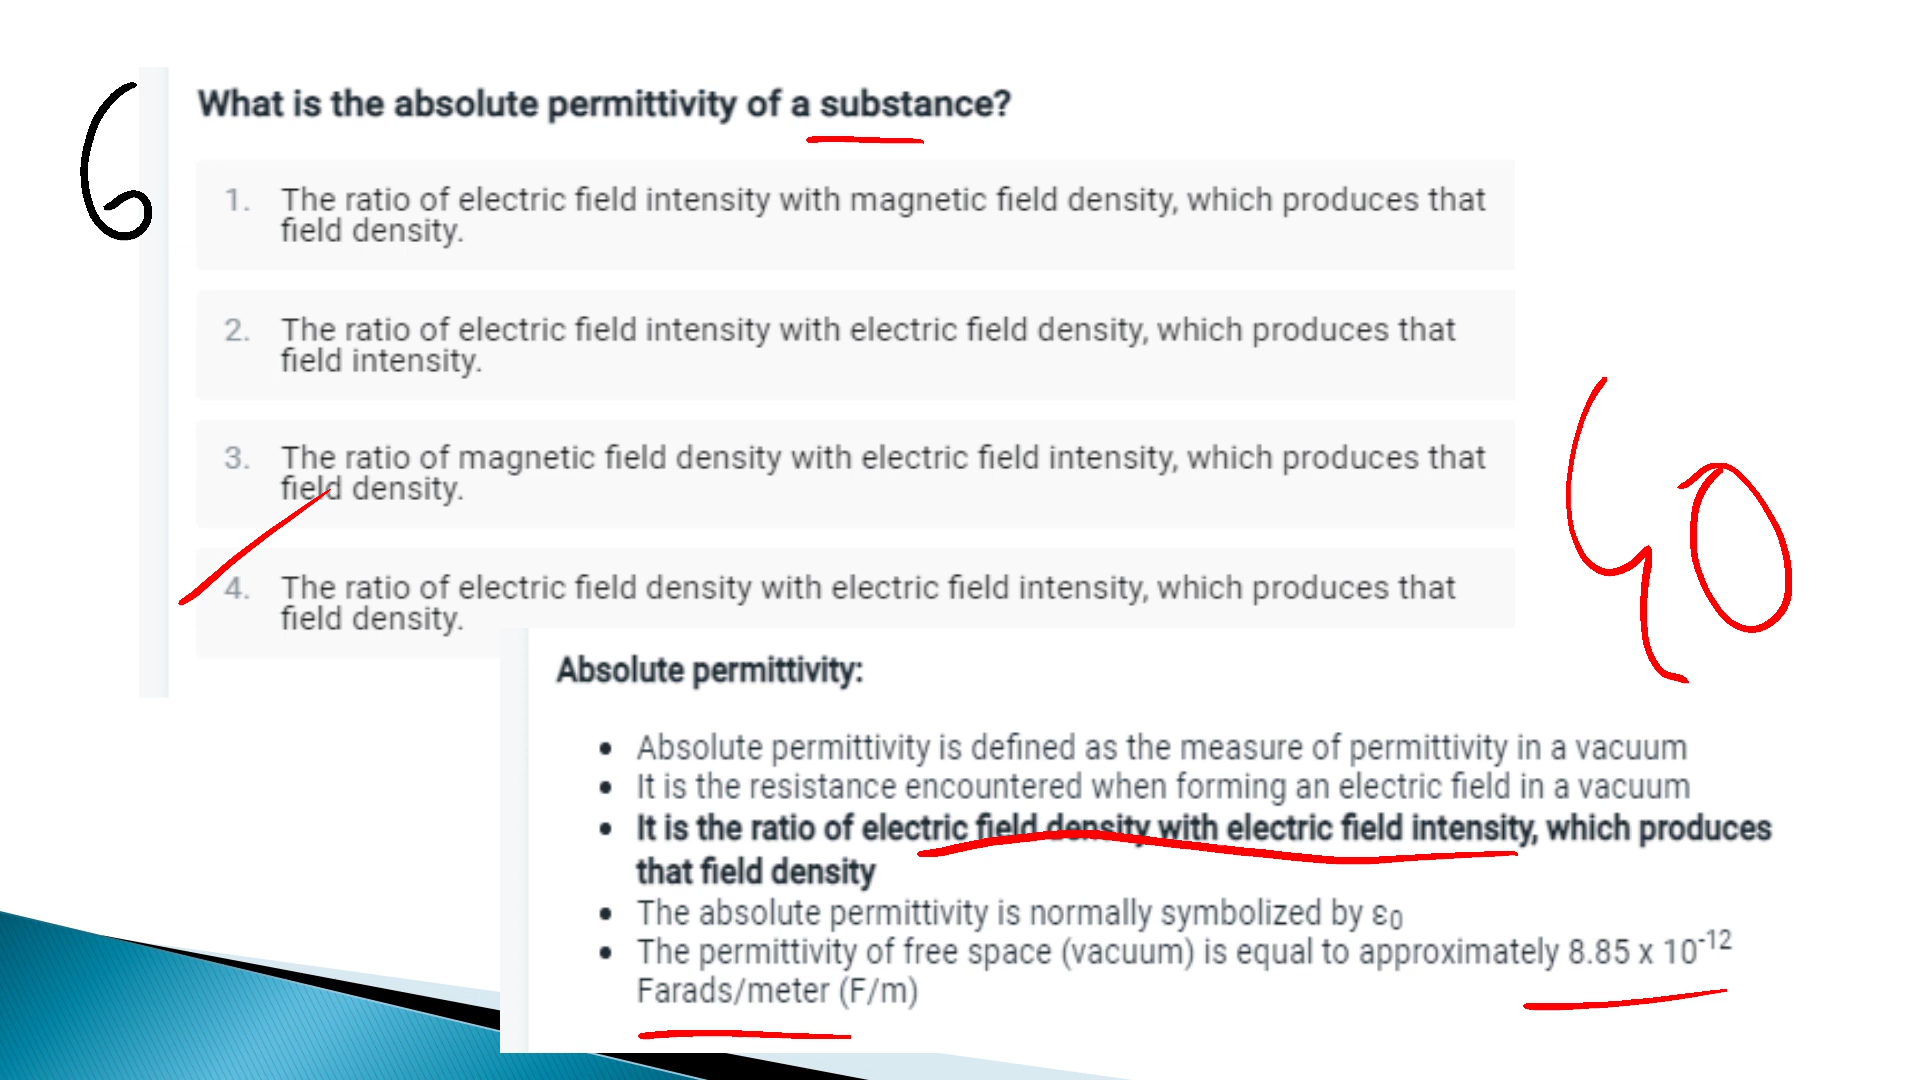 6
What is the absolute permittivity of a substance?
1. The ratio of electric field intensity with magnetic field density, which produces that
field density.
2. The ratio of electric field intensity with electric field density, which produces that
field intensity.
3. The ratio of magnetic field density with electric field intensity, which produces that
field density.
4. The ratio of electric field density with electric field intensity, which produces that
field density.
Absolute permittivity:
• Absolute permittivity is defined as the measure of permittivity in a vacuum
• It is the resistance encountered when forming an electric field in a vacuum
• It is the ratio of electric field density with electric field intensity, which produces
that field density
• The absolute permittivity is normally symbolized by ε₀
• The permittivity of free space (vacuum) is equal to approximately 8.85 x 10⁻¹²
Farads/meter (F/m)